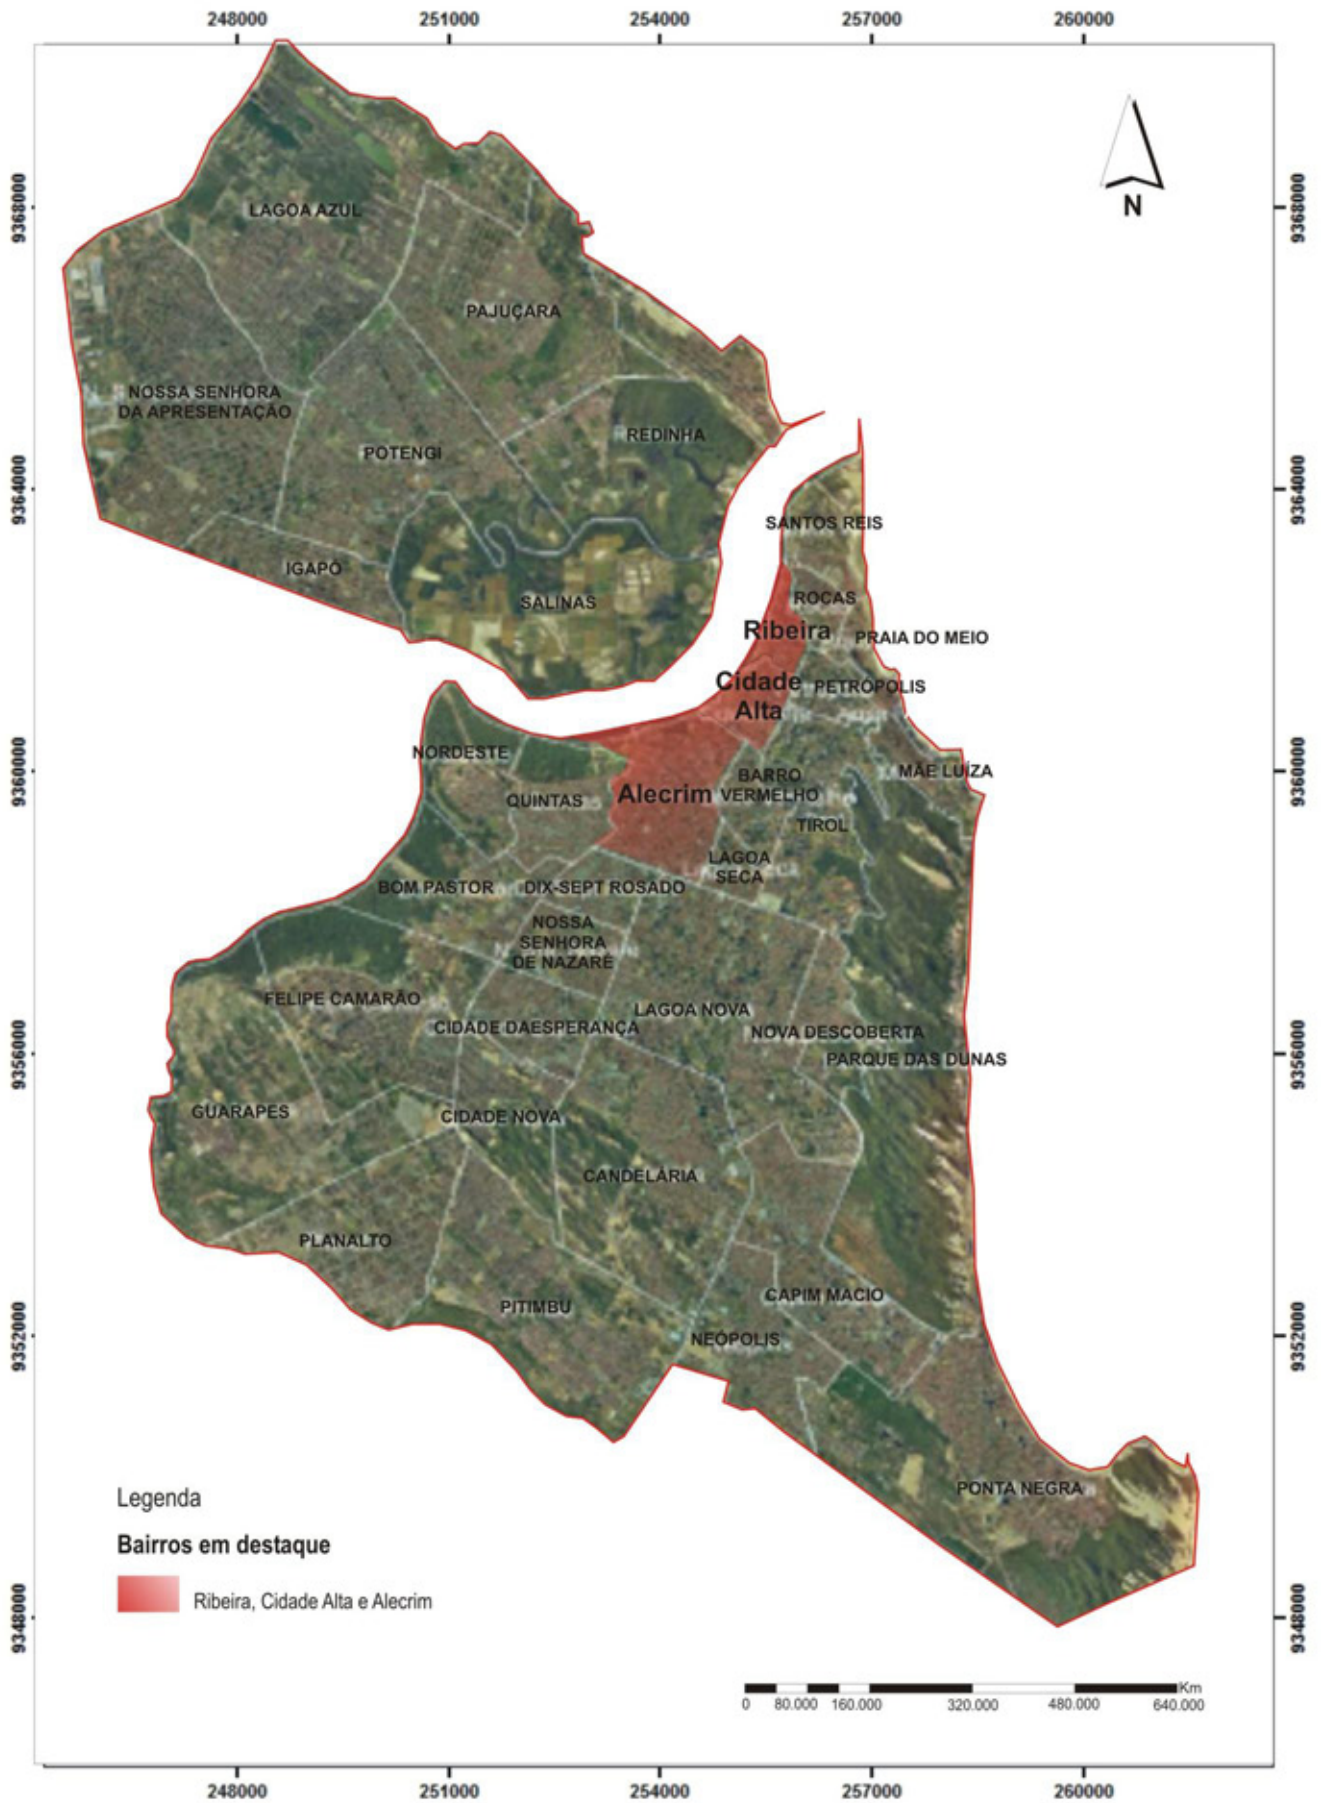 248000 251000 254000 257000 260000
9368000
9368000
N
LAGOA AZUL
PAJUÇARA
NOSSA SENHORA
DA APRESENTAÇÃO
REDINHA
POTENGI
9364000
9364000
SANTOS REIS
IGAPÓ
SALINAS
ROCAS
Ribeira
PRAIA DO MEIO
Cidade
Alta
PETRÓPOLIS
NORDESTE
9360000
9360000
MÃE LUÍZA
BARRO
VERMELHO
QUINTAS
Alecrim
TIROL
LAGOA
SECA
BOM PASTOR
DIX-SEPT ROSADO
NOSSA
SENHORA
DE NAZARÉ
FELIPE CAMARÃO
LAGOA NOVA
CIDADE DAESPERANÇA
NOVA DESCOBERTA
9356000
9356000
PARQUE DAS DUNAS
GUARAPES
CIDADE NOVA
CANDELÁRIA
PLANALTO
CAPIM MACIO
PITIMBU
NEÓPOLIS
9352000
9352000
PONTA NEGRA
Legenda
Bairros em destaque
Ribeira, Cidade Alta e Alecrim
9348000
9348000
Km
0 80.000 160.000 320.000 480.000 640.000
248000 251000 254000 257000 260000